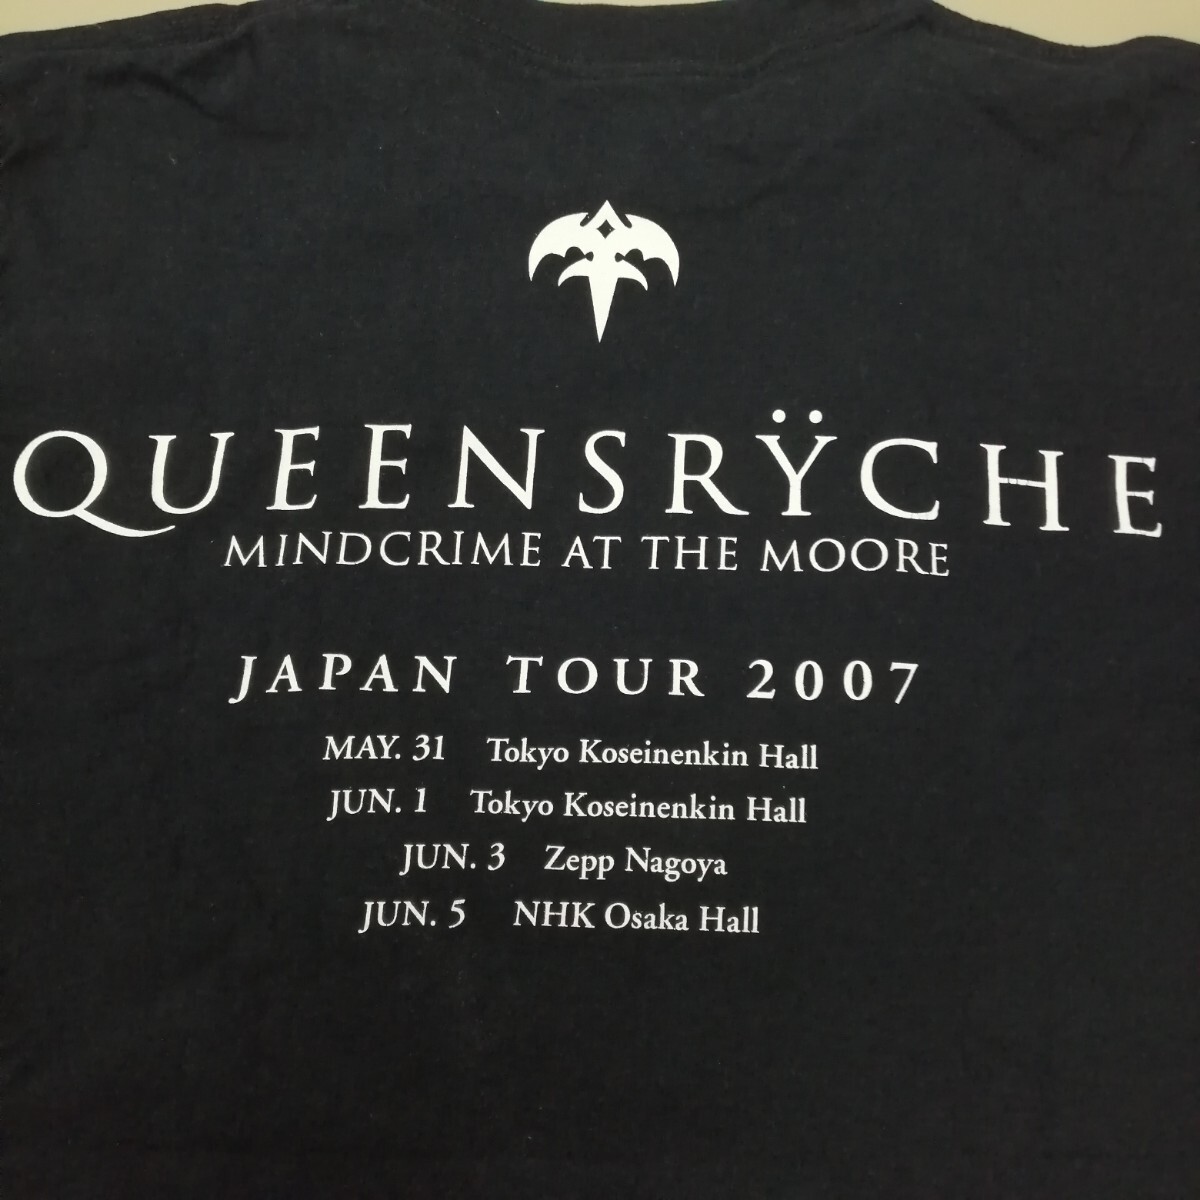 QUEENSRŸCHE
MINDCRIME AT THE MOORE
JAPAN TOUR 2007
MAY. 31 Tokyo Koseinenkin Hall
JUN. 1 Tokyo Koseinenkin Hall
JUN. 3 Zepp Nagoya
JUN. 5 NHK Osaka Hall